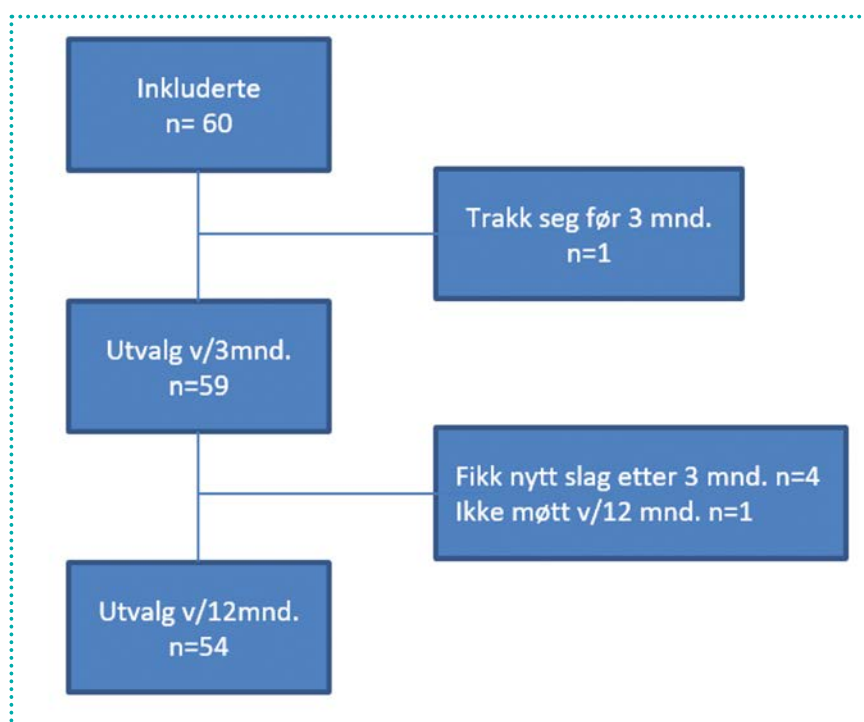 Inkluderte
n= 60
Trakk seg før 3 mnd.
n=1
Utvalg v/3mnd.
n=59
Fikk nytt slag etter 3 mnd. n=4
Ikke møtt v/12 mnd. n=1
Utvalg v/12mnd.
n=54